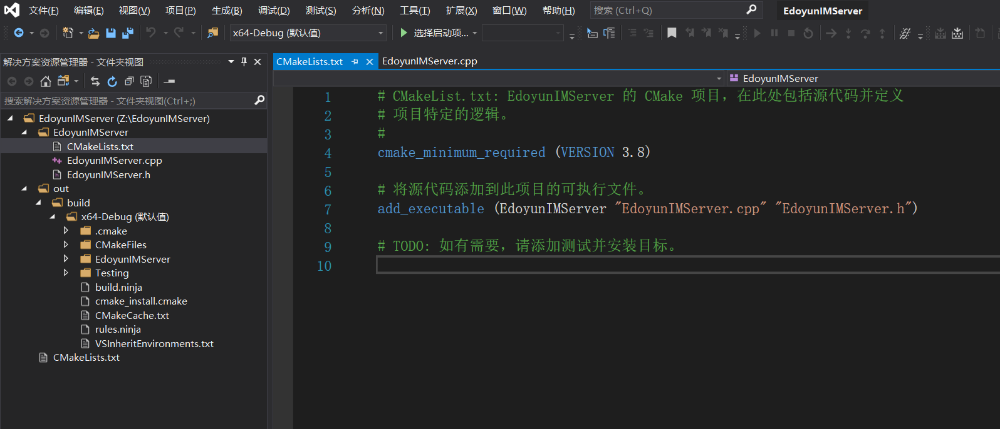 文件(F) 编辑(E) 视图(V) 项目(P) 生成(B) 调试(D) 测试(S) 分析(N) 工具(T) 扩展(X) 窗口(W) 帮助(H) 搜索 (Ctrl+Q) EdoyunIMServer
x64-Debug (默认值) 选择启动项...
解决方案资源管理器 - 文件夹视图
搜索解决方案资源管理器 - 文件夹视图(Ctrl+;)
EdoyunIMServer (Z:\EdoyunIMServer)
EdoyunIMServer
CMakeLists.txt
EdoyunIMServer.cpp
EdoyunIMServer.h
out
build
x64-Debug (默认值)
.cmake
CMakeFiles
EdoyunIMServer
Testing
build.ninja
cmake_install.cmake
CMakeCache.txt
rules.ninja
VSInheritEnvironments.txt
CMakeLists.txt
CMakeLists.txt EdoyunIMServer.cpp
EdoyunIMServer
1 # CMakeList.txt: EdoyunIMServer 的 CMake 项目，在此处包括源代码并定义
2 # 项目特定的逻辑。
3 #
4 cmake_minimum_required (VERSION 3.8)
5
6 # 将源代码添加到此项目的可执行文件。
7 add_executable (EdoyunIMServer "EdoyunIMServer.cpp" "EdoyunIMServer.h")
8
9 # TODO: 如有需要，请添加测试并安装目标。
10